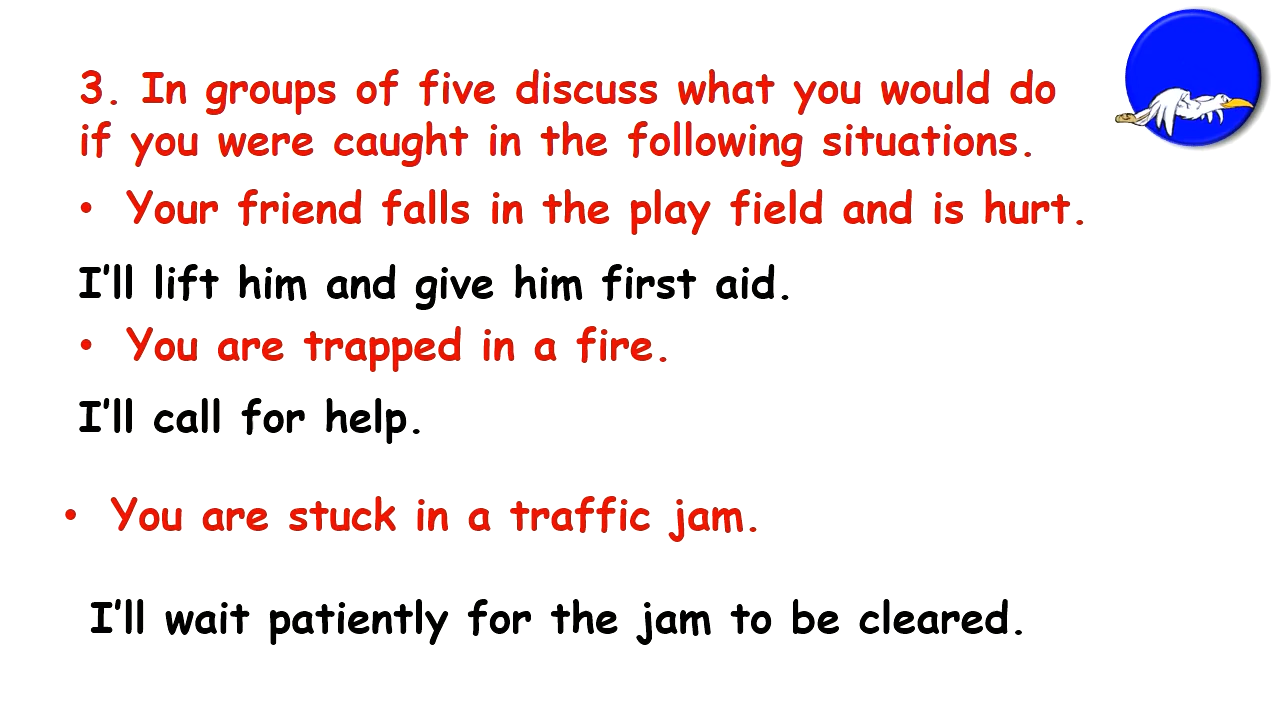 3. In groups of five discuss what you would do
if you were caught in the following situations.
• Your friend falls in the play field and is hurt.
I'll lift him and give him first aid.
• You are trapped in a fire.
I'll call for help.
• You are stuck in a traffic jam.
I'll wait patiently for the jam to be cleared.